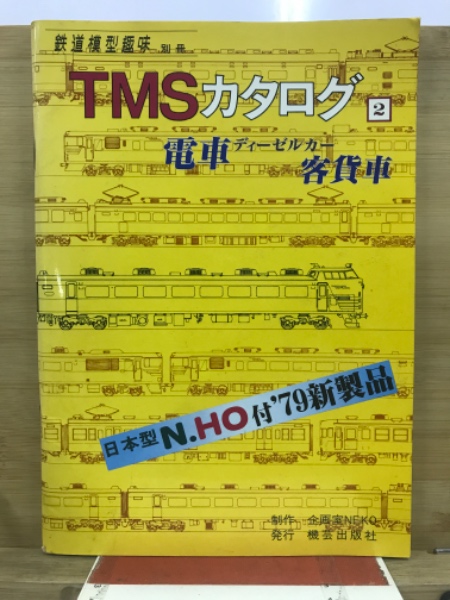 鉄道模型趣味 別冊
TMSカタログ 2
電車 ディーゼルカー
客貨車
日本型 N.HO付'79新製品
制作 企画室NEKO
発行 機芸出版社